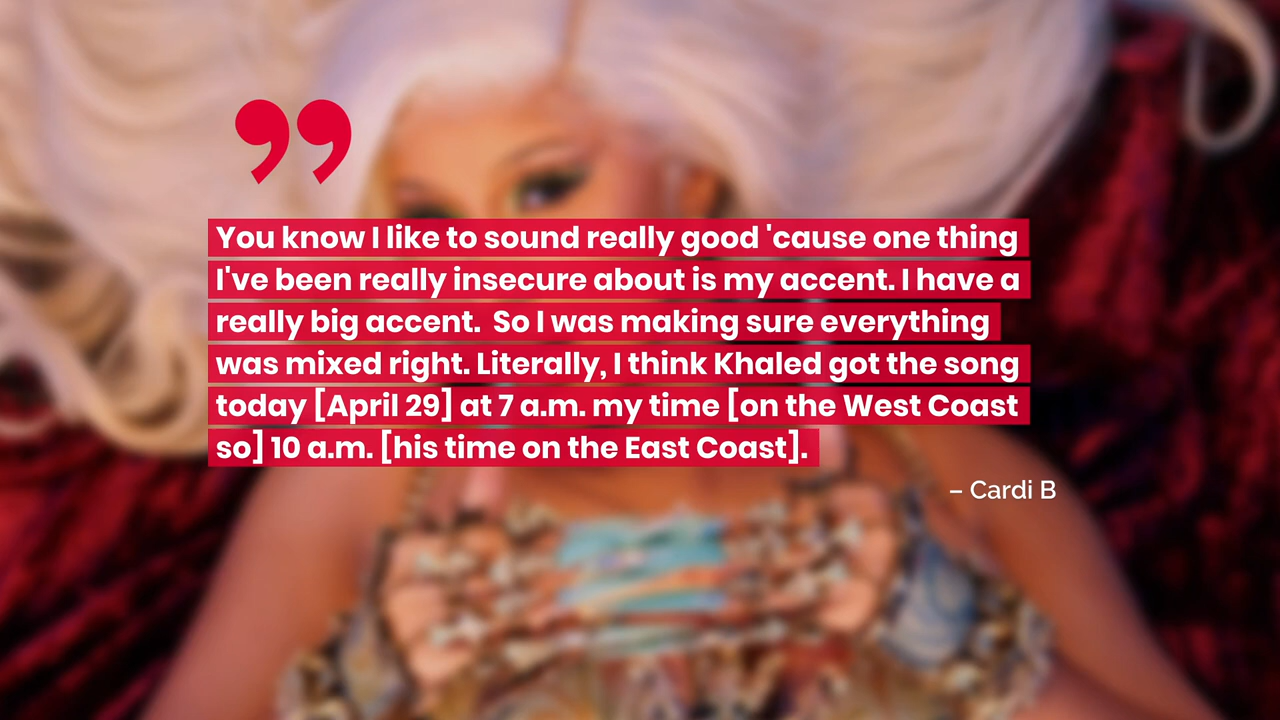 ”
You know I like to sound really good 'cause one thing
I've been really insecure about is my accent. I have a
really big accent.  So I was making sure everything
was mixed right. Literally, I think Khaled got the song
today [April 29] at 7 a.m. my time [on the West Coast
so] 10 a.m. [his time on the East Coast].
– Cardi B